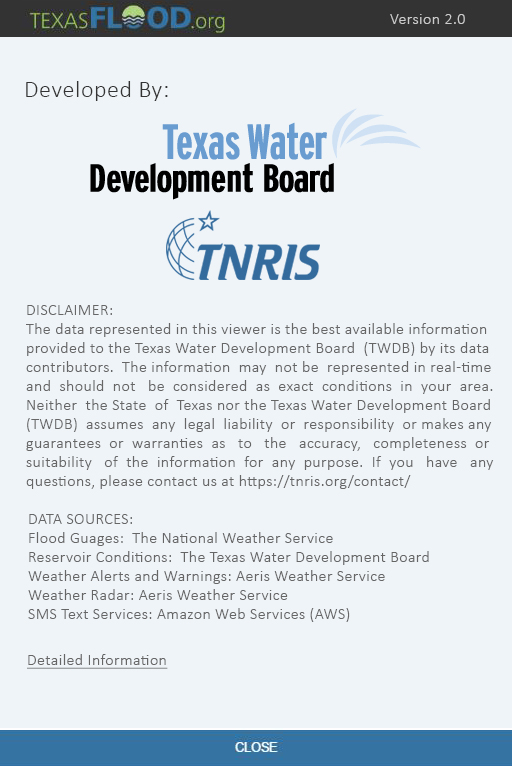 TEXASFLOOD.org
Version 2.0
Developed By:
Texas Water
Development Board
TNRIS
DISCLAIMER:
The data represented in this viewer is the best available information
provided to the Texas Water Development Board (TWDB) by its data
contributors. The information may not be represented in real-time
and should not be considered as exact conditions in your area.
Neither the State of Texas nor the Texas Water Development Board
(TWDB) assumes any legal liability or responsibility or makes any
guarantees or warranties as to the accuracy, completeness or
suitability of the information for any purpose. If you have any
questions, please contact us at https://tnris.org/contact/
DATA SOURCES:
Flood Guages: The National Weather Service
Reservoir Conditions: The Texas Water Development Board
Weather Alerts and Warnings: Aeris Weather Service
Weather Radar: Aeris Weather Service
SMS Text Services: Amazon Web Services (AWS)
Detailed Information
CLOSE